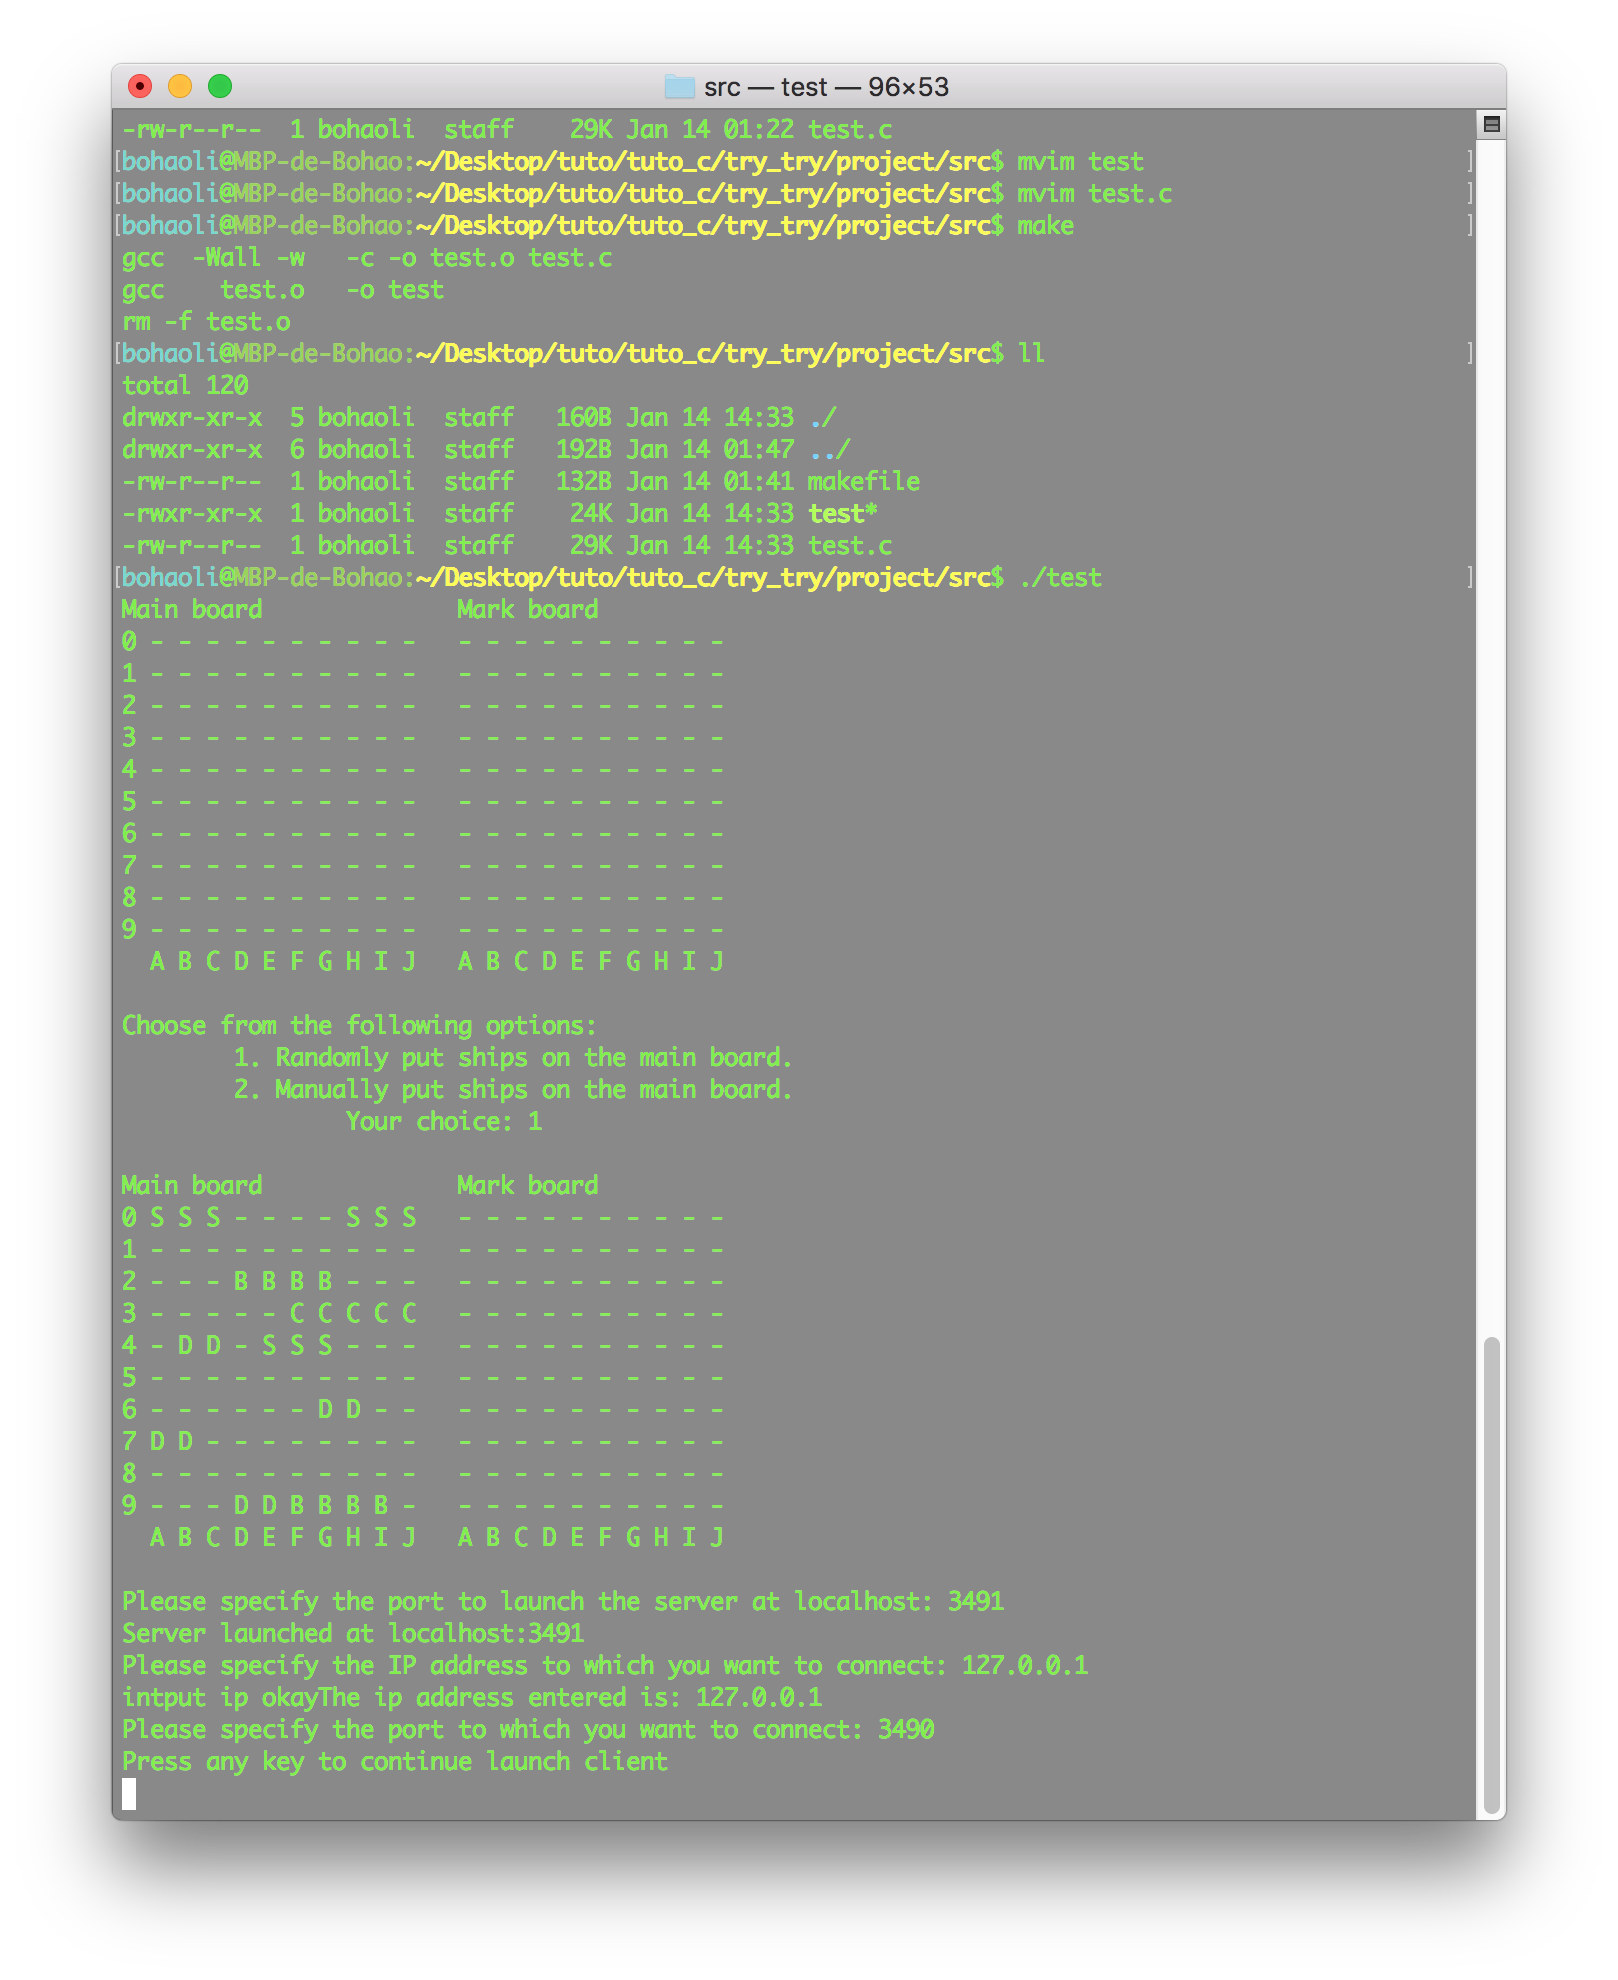 src — test — 96×53
-rw-r--r--  1 bohaoli  staff    29K Jan 14 01:22 test.c
[bohaoli@MBP-de-Bohao:~/Desktop/tuto/tuto_c/try_try/project/src$ mvim test ]
[bohaoli@MBP-de-Bohao:~/Desktop/tuto/tuto_c/try_try/project/src$ mvim test.c ]
[bohaoli@MBP-de-Bohao:~/Desktop/tuto/tuto_c/try_try/project/src$ make ]
gcc  -Wall -w   -c -o test.o test.c
gcc    test.o   -o test
rm -f test.o
[bohaoli@MBP-de-Bohao:~/Desktop/tuto/tuto_c/try_try/project/src$ ll ]
total 120
drwxr-xr-x  5 bohaoli  staff   160B Jan 14 14:33 ./
drwxr-xr-x  6 bohaoli  staff   192B Jan 14 01:47 ../
-rw-r--r--  1 bohaoli  staff   132B Jan 14 01:41 makefile
-rwxr-xr-x  1 bohaoli  staff    24K Jan 14 14:33 test*
-rw-r--r--  1 bohaoli  staff    29K Jan 14 14:33 test.c
[bohaoli@MBP-de-Bohao:~/Desktop/tuto/tuto_c/try_try/project/src$ ./test ]
Main board              Mark board
0 - - - - - - - - - -   - - - - - - - - - -
1 - - - - - - - - - -   - - - - - - - - - -
2 - - - - - - - - - -   - - - - - - - - - -
3 - - - - - - - - - -   - - - - - - - - - -
4 - - - - - - - - - -   - - - - - - - - - -
5 - - - - - - - - - -   - - - - - - - - - -
6 - - - - - - - - - -   - - - - - - - - - -
7 - - - - - - - - - -   - - - - - - - - - -
8 - - - - - - - - - -   - - - - - - - - - -
9 - - - - - - - - - -   - - - - - - - - - -
  A B C D E F G H I J   A B C D E F G H I J
Choose from the following options:
        1. Randomly put ships on the main board.
        2. Manually put ships on the main board.
                Your choice: 1
Main board              Mark board
0 S S S - - - - S S S   - - - - - - - - - -
1 - - - - - - - - - -   - - - - - - - - - -
2 - - - B B B B - - -   - - - - - - - - - -
3 - - - - - C C C C C   - - - - - - - - - -
4 - D D - S S S - - -   - - - - - - - - - -
5 - - - - - - - - - -   - - - - - - - - - -
6 - - - - - - D D - -   - - - - - - - - - -
7 D D - - - - - - - -   - - - - - - - - - -
8 - - - - - - - - - -   - - - - - - - - - -
9 - - - D D B B B B -   - - - - - - - - - -
  A B C D E F G H I J   A B C D E F G H I J
Please specify the port to launch the server at localhost: 3491
Server launched at localhost:3491
Please specify the IP address to which you want to connect: 127.0.0.1
intput ip okayThe ip address entered is: 127.0.0.1
Please specify the port to which you want to connect: 3490
Press any key to continue launch client